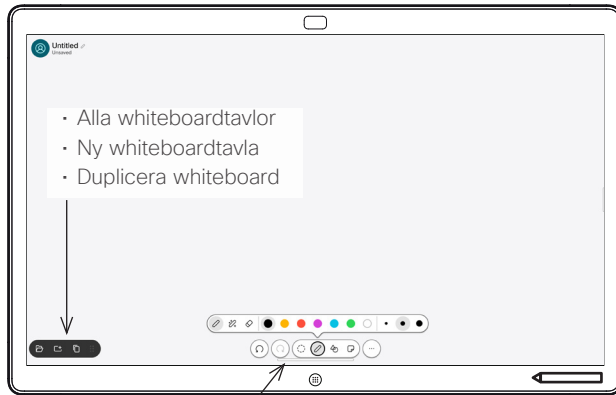 Untitled
Unsaved
· Alla whiteboardtavlor
· Ny whiteboardtavla
· Duplicera whiteboard